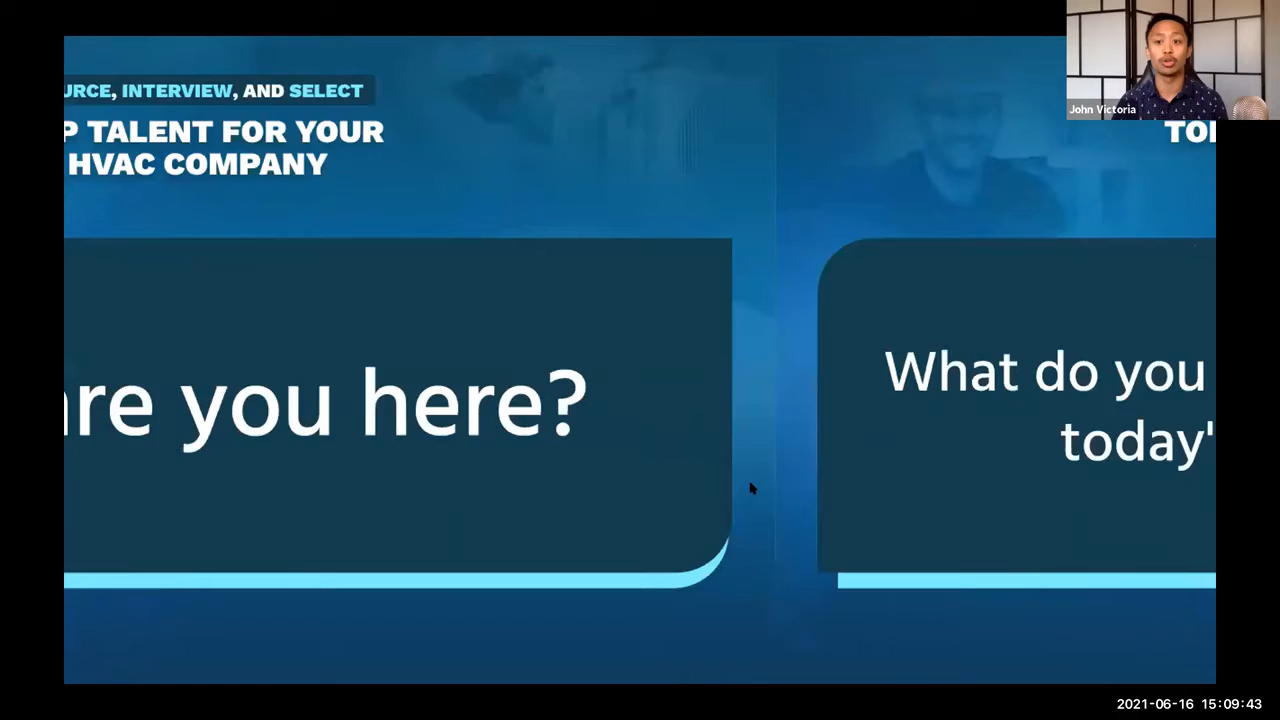 URCE, INTERVIEW, AND SELECT
P TALENT FOR YOUR
HVAC COMPANY
re you here?
John Victoria
TO
What do you
today'
2021-06-16 15:09:43